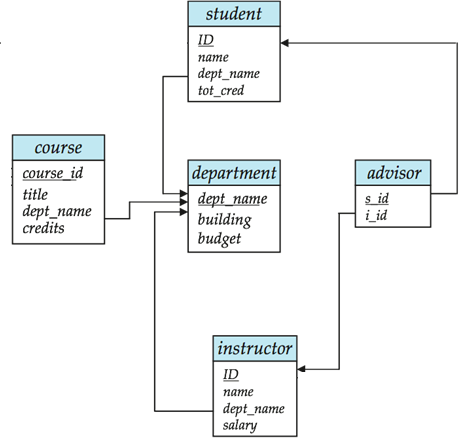 student
ID
name
dept_name
tot_cred
course
course_id
title
dept_name
credits
department
dept_name
building
budget
advisor
s_id
i_id
instructor
ID
name
dept_name
salary